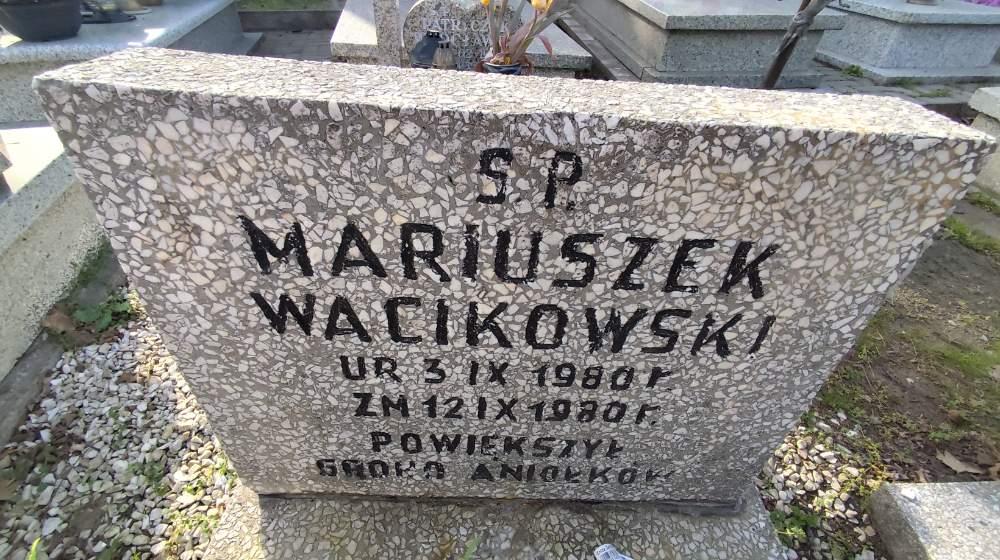 Ś. P.
MARIUSZEK
WACIKOWSKI
UR 3 IX 1980 r.
ZM 12 IX 1980 r.
POWIĘKSZYŁ
GRONO ANIOŁKÓW